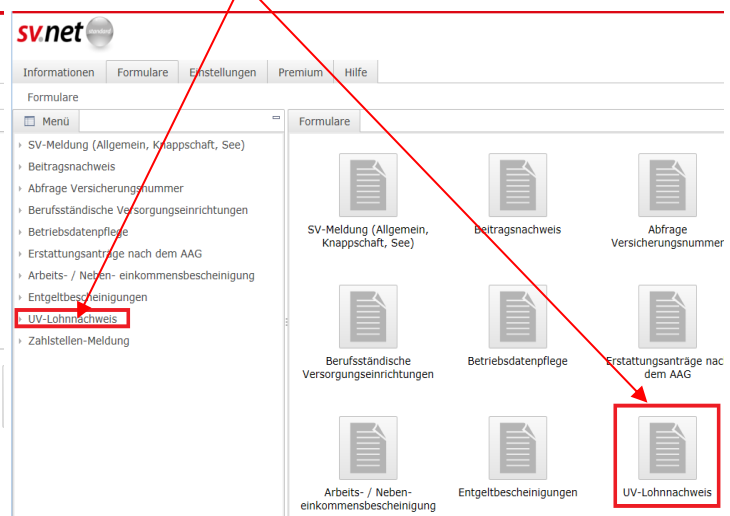 sv.net standard
Informationen Formulare Einstellungen Premium Hilfe
Formulare
Menü
SV-Meldung (Allgemein, Knappschaft, See)
Beitragsnachweis
Abfrage Versicherungsnummer
Berufsständische Versorgungseinrichtungen
Betriebsdatenpflege
Erstattungsanträge nach dem AAG
Arbeits- / Neben- einkommensbescheinigung
Entgeltbescheinigungen
UV-Lohnnachweis
Zahlstellen-Meldung
Formulare
SV-Meldung (Allgemein,
Knappschaft, See)
Beitragsnachweis
Abfrage
Versicherungsnummer
Berufsständische
Versorgungseinrichtungen
Betriebsdatenpflege
Erstattungsanträge nac
dem AAG
Arbeits- / Neben-
einkommensbescheinigung
Entgeltbescheinigungen
UV-Lohnnachweis